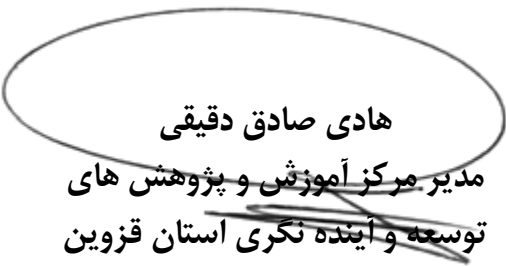 هادی صادق دقیقی
مدیر مرکز آموزش و پژوهش های
توسعه و آینده نگری استان قزوین